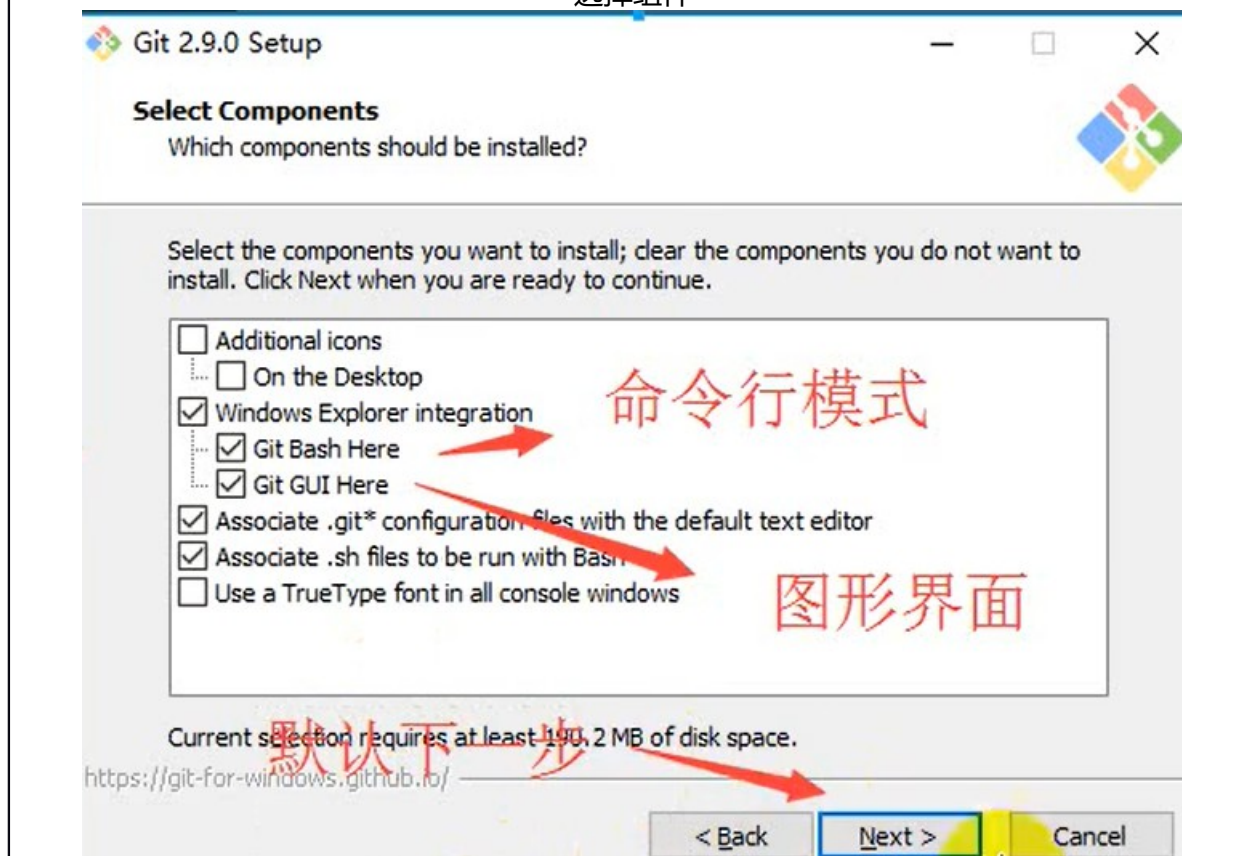 选择组件
Git 2.9.0 Setup
Select Components
Which components should be installed?
Select the components you want to install; clear the components you do not want to
install. Click Next when you are ready to continue.
Additional icons
On the Desktop
命令行模式
Windows Explorer integration
Git Bash Here
Git GUI Here
Associate .git* configuration files with the default text editor
Associate .sh files to be run with Bash
图形界面
Use a TrueType font in all console windows
默认下一步
Current selection requires at least 190.2 MB of disk space.
https://git-for-windows.github.io/
< Back Next > Cancel